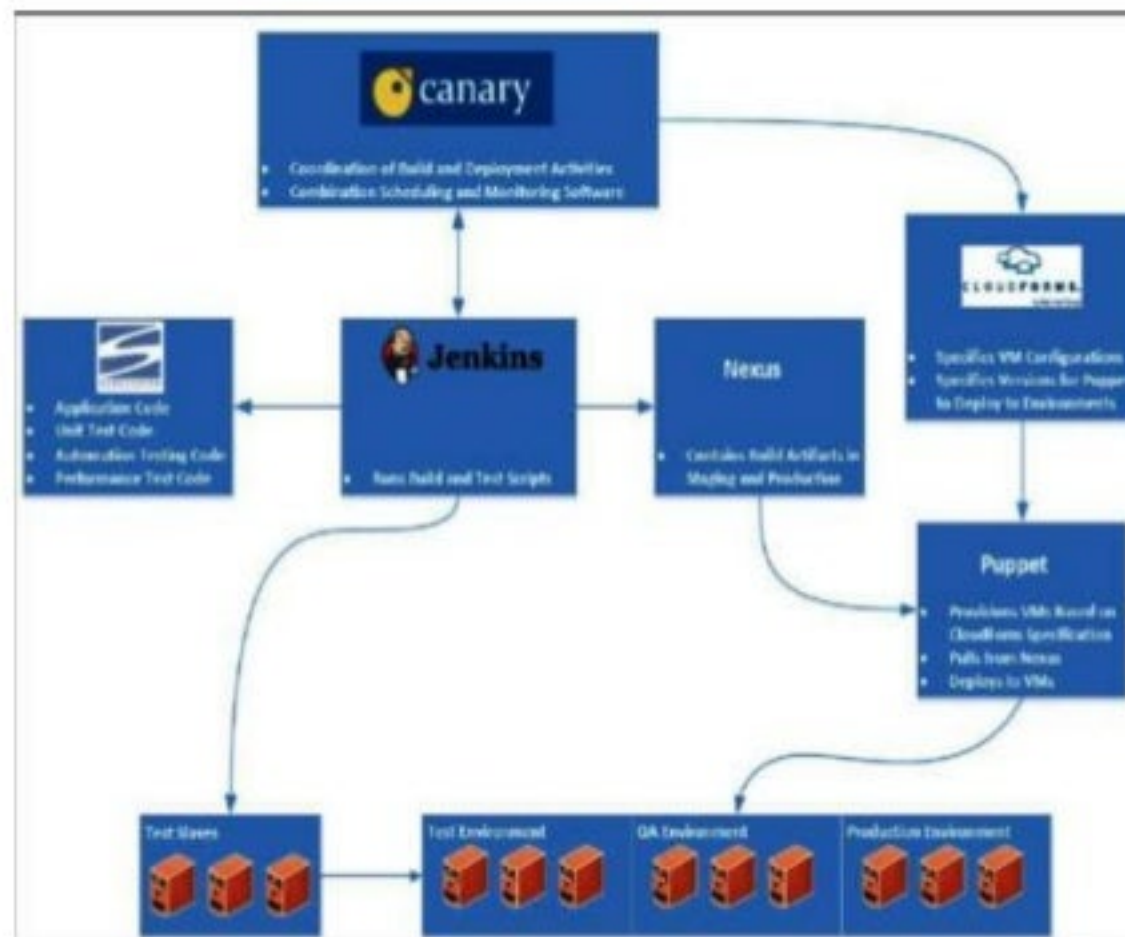 canary
• Coordination of Build and Deployment Activities
• Combination Scheduling and Monitoring Software
CLOUDFORMS
• Specifics VM Configurations
• Specifics Versions for Puppet
to Deploy to Environments
• Application Code
• Unit Test Code
• Automation Testing Code
• Performance Test Code
Jenkins
• Runs Build and Test Scripts
Nexus
• Contains Build Artifacts in
Staging and Production
Puppet
• Provisions VMs Based on
CloudForms Specification
• Pulls from Nexus
• Deploys to VMs
Test Slaves
Test Environment
QA Environment
Production Environment